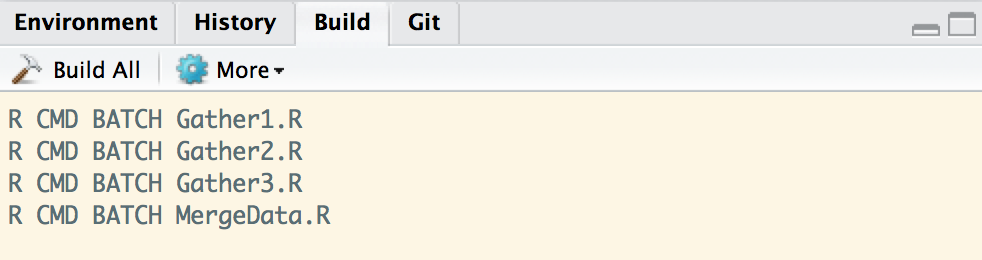 Environment History Build Git
Build All More
R CMD BATCH Gather1.R
R CMD BATCH Gather2.R
R CMD BATCH Gather3.R
R CMD BATCH MergeData.R